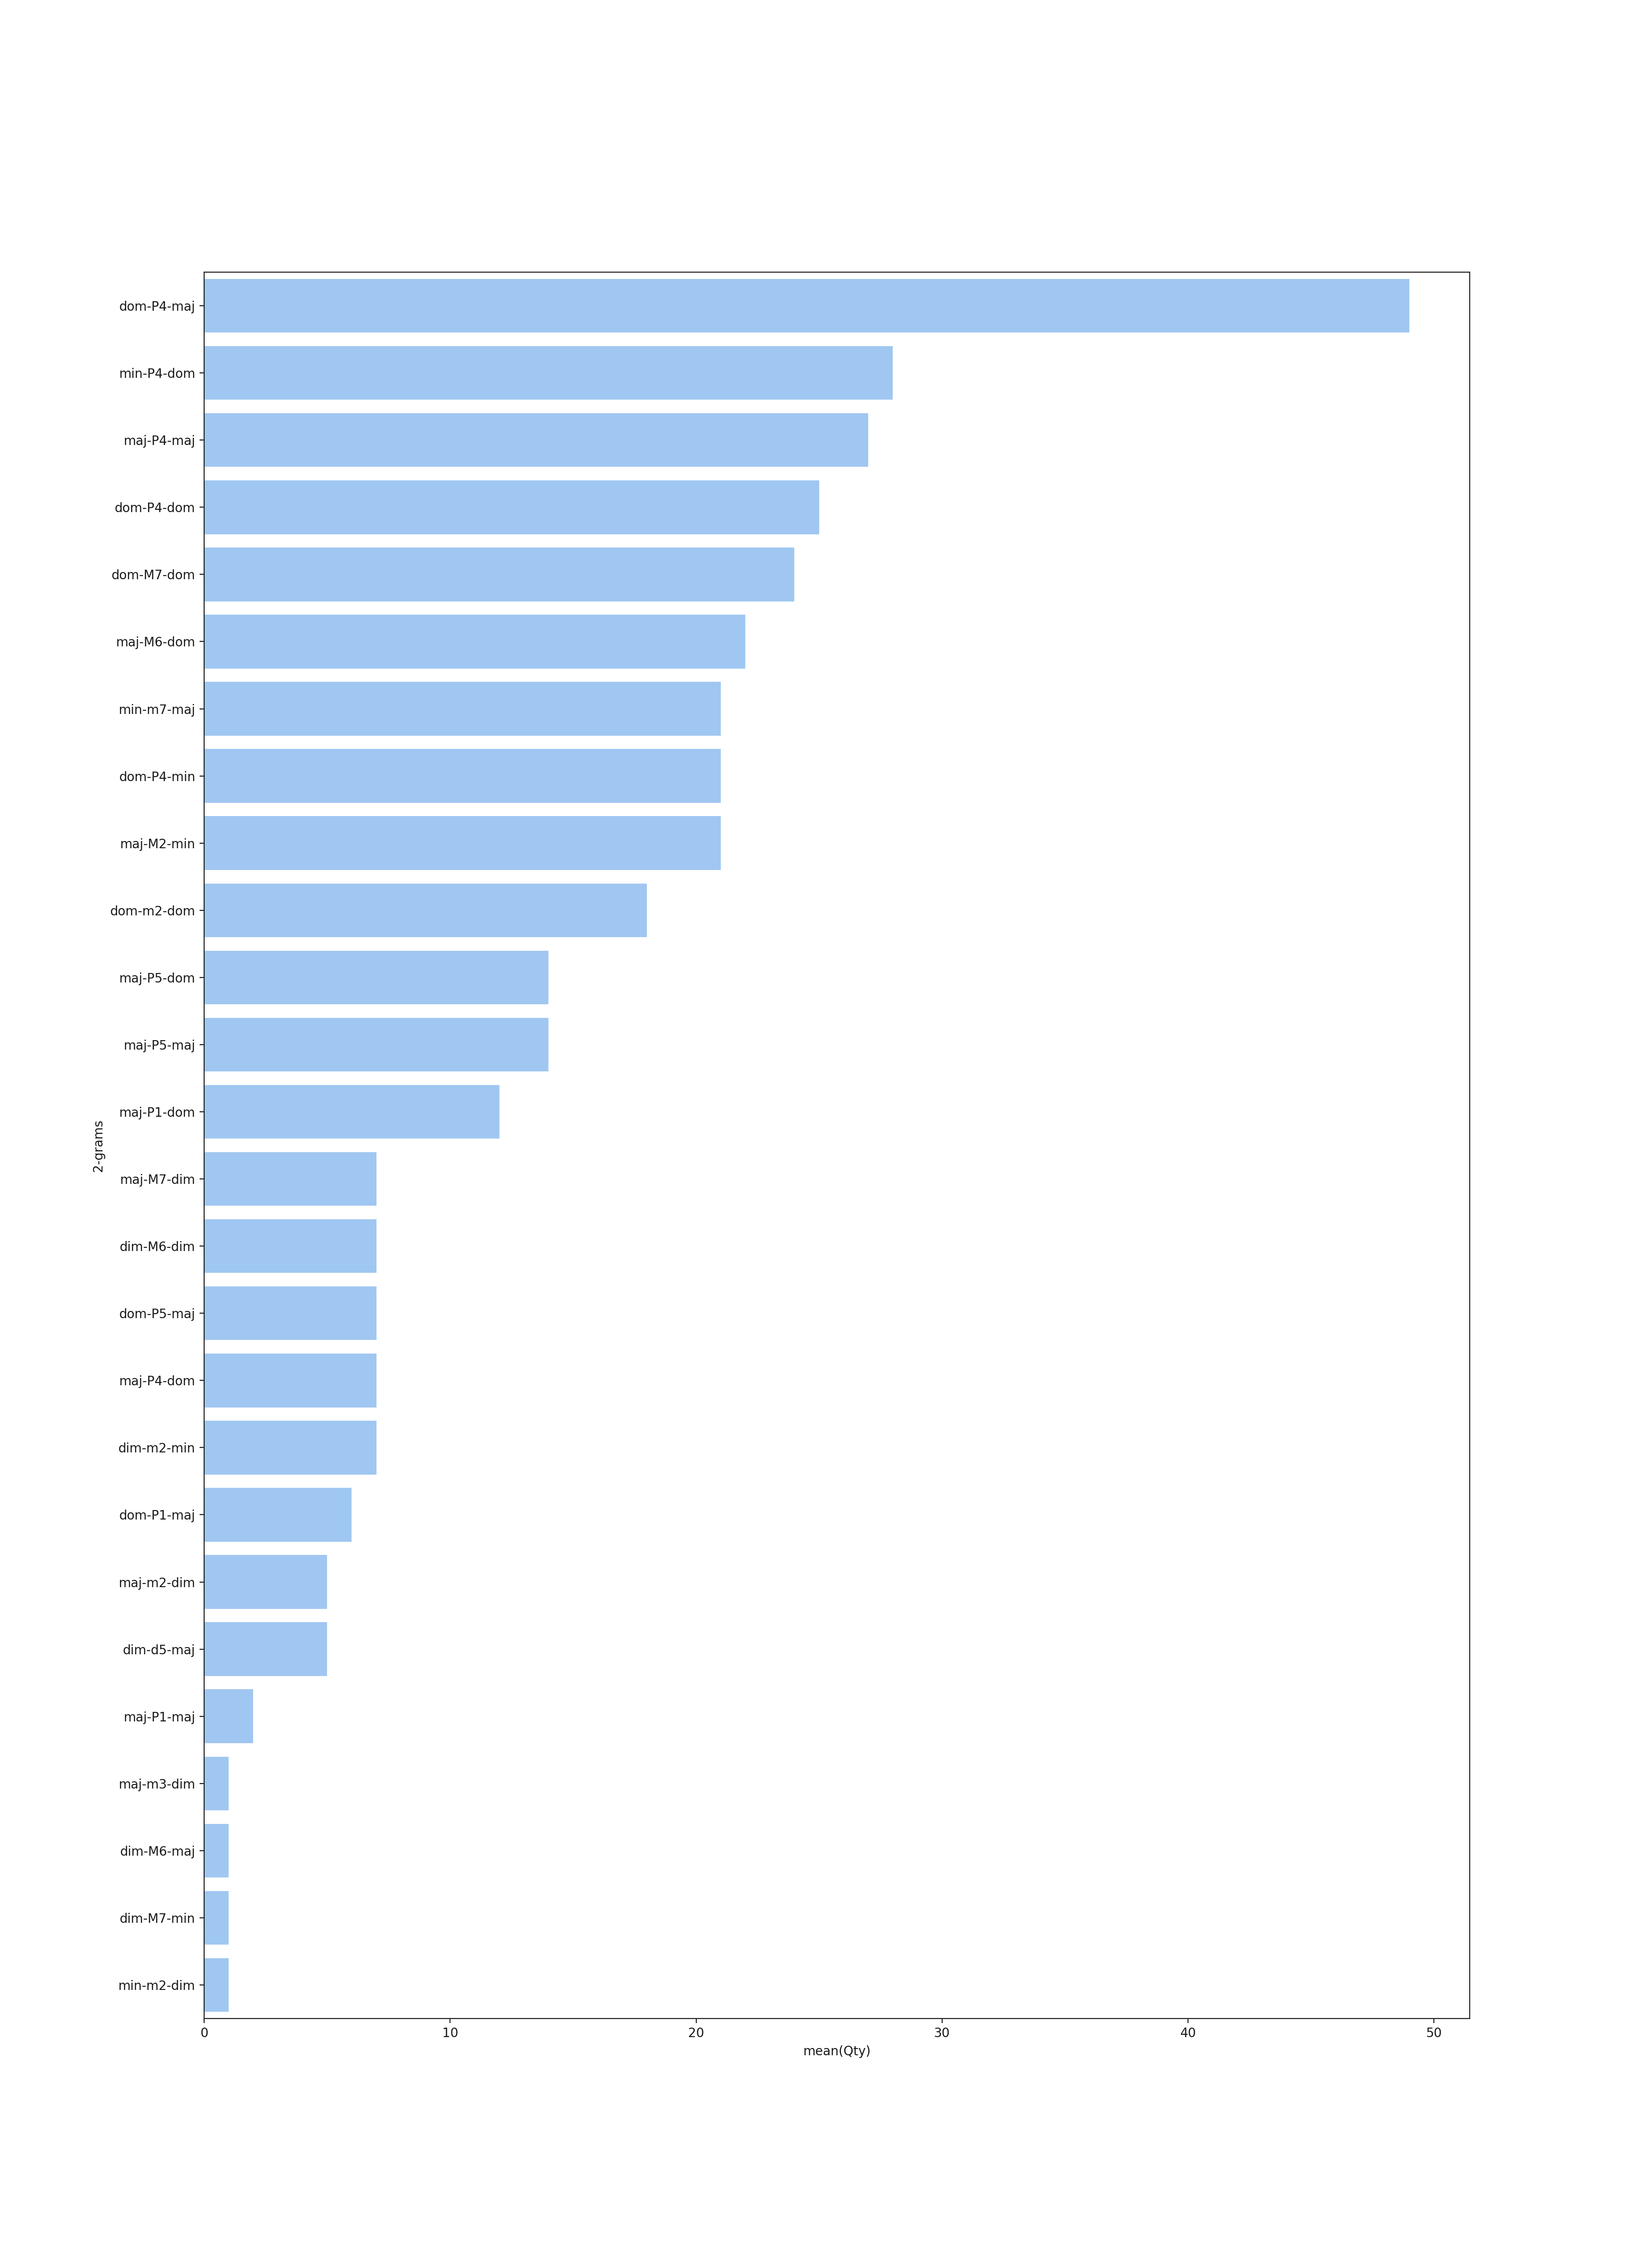 dom-P4-maj
min-P4-dom
maj-P4-maj
dom-P4-dom
dom-M7-dom
maj-M6-dom
min-m7-maj
dom-P4-min
maj-M2-min
dom-m2-dom
maj-P5-dom
maj-P5-maj
maj-P1-dom
maj-M7-dim
dim-M6-dim
dom-P5-maj
maj-P4-dom
dim-m2-min
dom-P1-maj
maj-m2-dim
dim-d5-maj
maj-P1-maj
maj-m3-dim
dim-M6-maj
dim-M7-min
min-m2-dim
2-grams
0 10 20 30 40 50
mean(Qty)